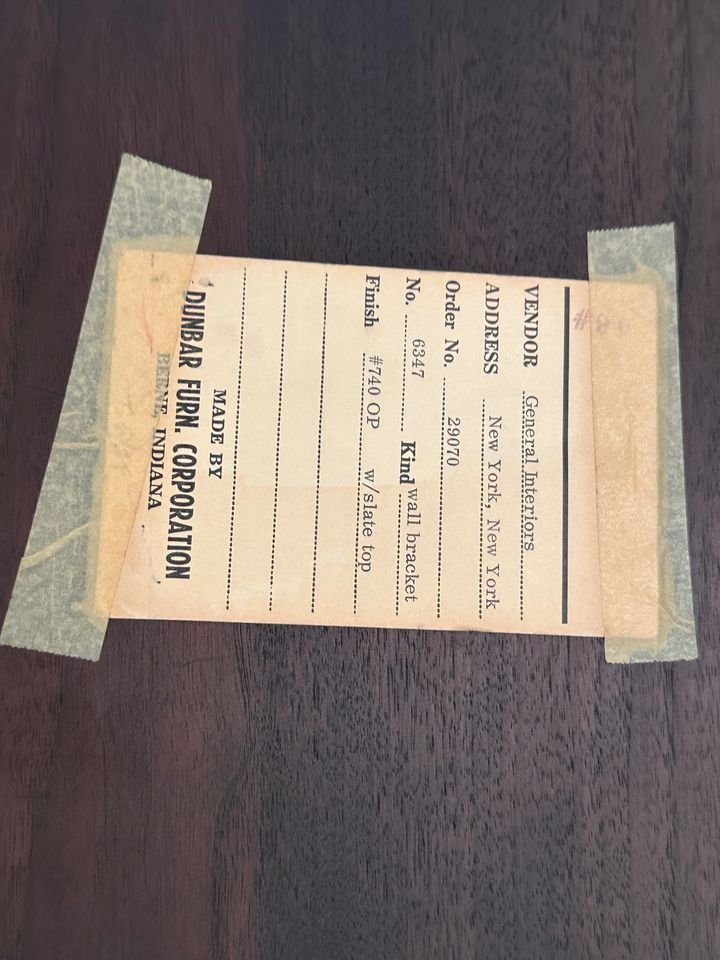 VENDOR General Interiors
ADDRESS New York, New York
Order No. 29070
No. 6347 Kind wall bracket
Finish #740 OP w/slate top
MADE BY
DUNBAR FURN. CORPORATION
BERNE, INDIANA